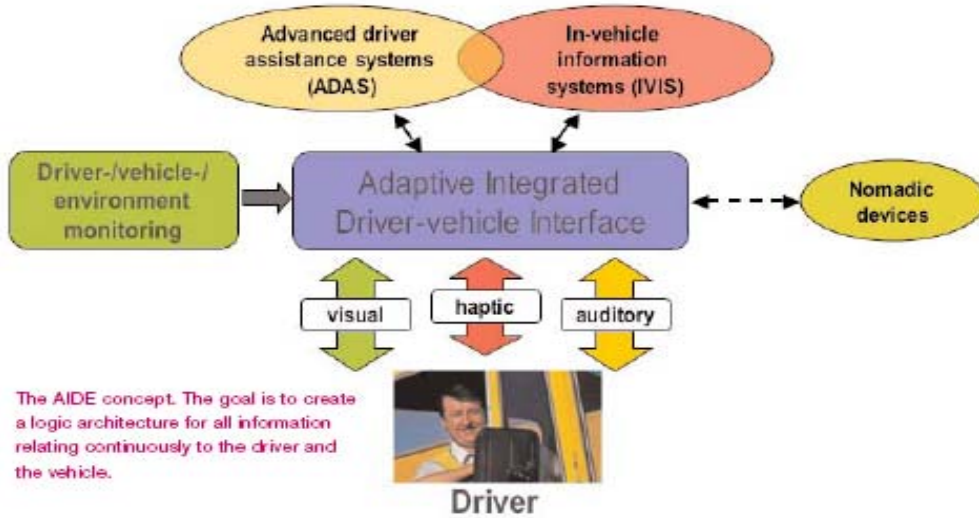 Advanced driver
assistance systems
(ADAS)
In-vehicle
information
systems (IVIS)
Driver-/vehicle-/
environment
monitoring
Adaptive Integrated
Driver-vehicle Interface
Nomadic
devices
visual
haptic
auditory
The AIDE concept. The goal is to create
a logic architecture for all information
relating continuously to the driver and
the vehicle.
Driver